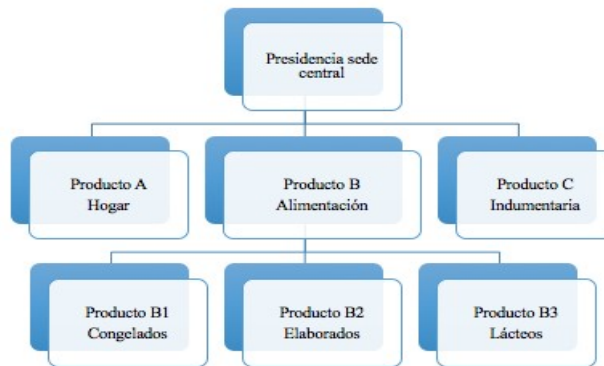 Presidencia sede
central
Producto A
Hogar
Producto B
Alimentación
Producto C
Indumentaria
Producto B1
Congelados
Producto B2
Elaborados
Producto B3
Lácteos